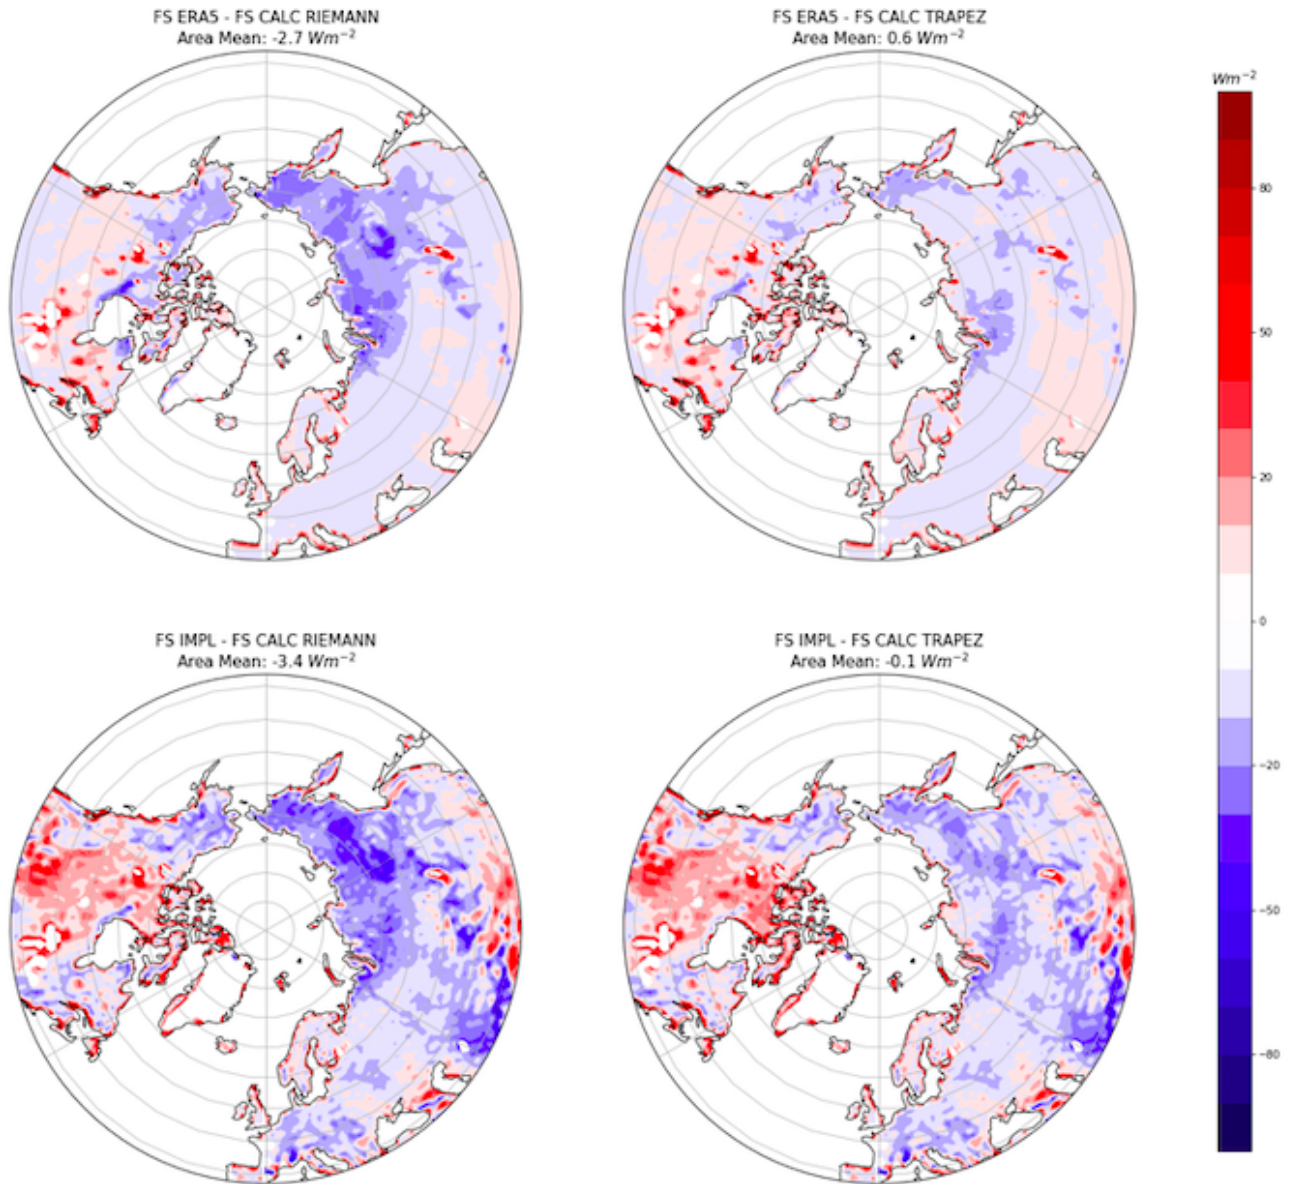 FS ERA5 - FS CALC RIEMANN
Area Mean: -2.7 Wm⁻²
FS ERA5 - FS CALC TRAPEZ
Area Mean: 0.6 Wm⁻²
Wm⁻²
80
50
20
0
−20
−50
−80
FS IMPL - FS CALC RIEMANN
Area Mean: -3.4 Wm⁻²
FS IMPL - FS CALC TRAPEZ
Area Mean: -0.1 Wm⁻²